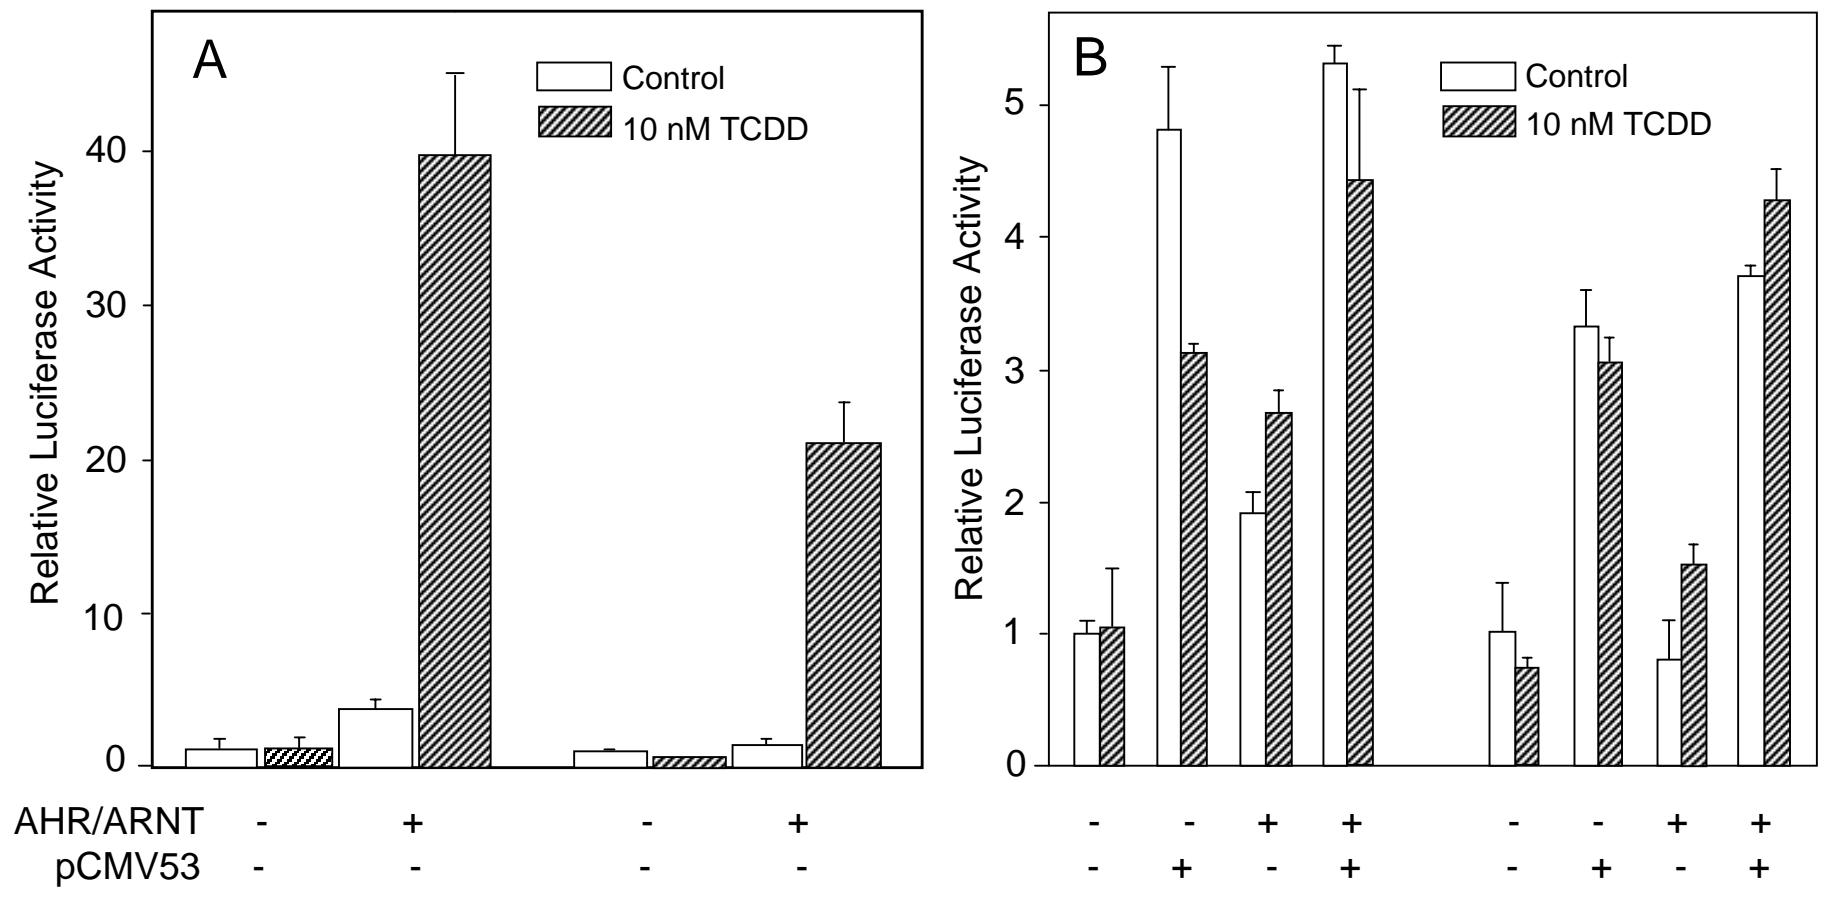 A
Control
10 nM TCDD
Relative Luciferase Activity
40
30
20
10
0
B
Control
10 nM TCDD
Relative Luciferase Activity
5
4
3
2
1
0
AHR/ARNT - + - + - - + + - - + +
pCMV53 - - - - - + - + - + - +